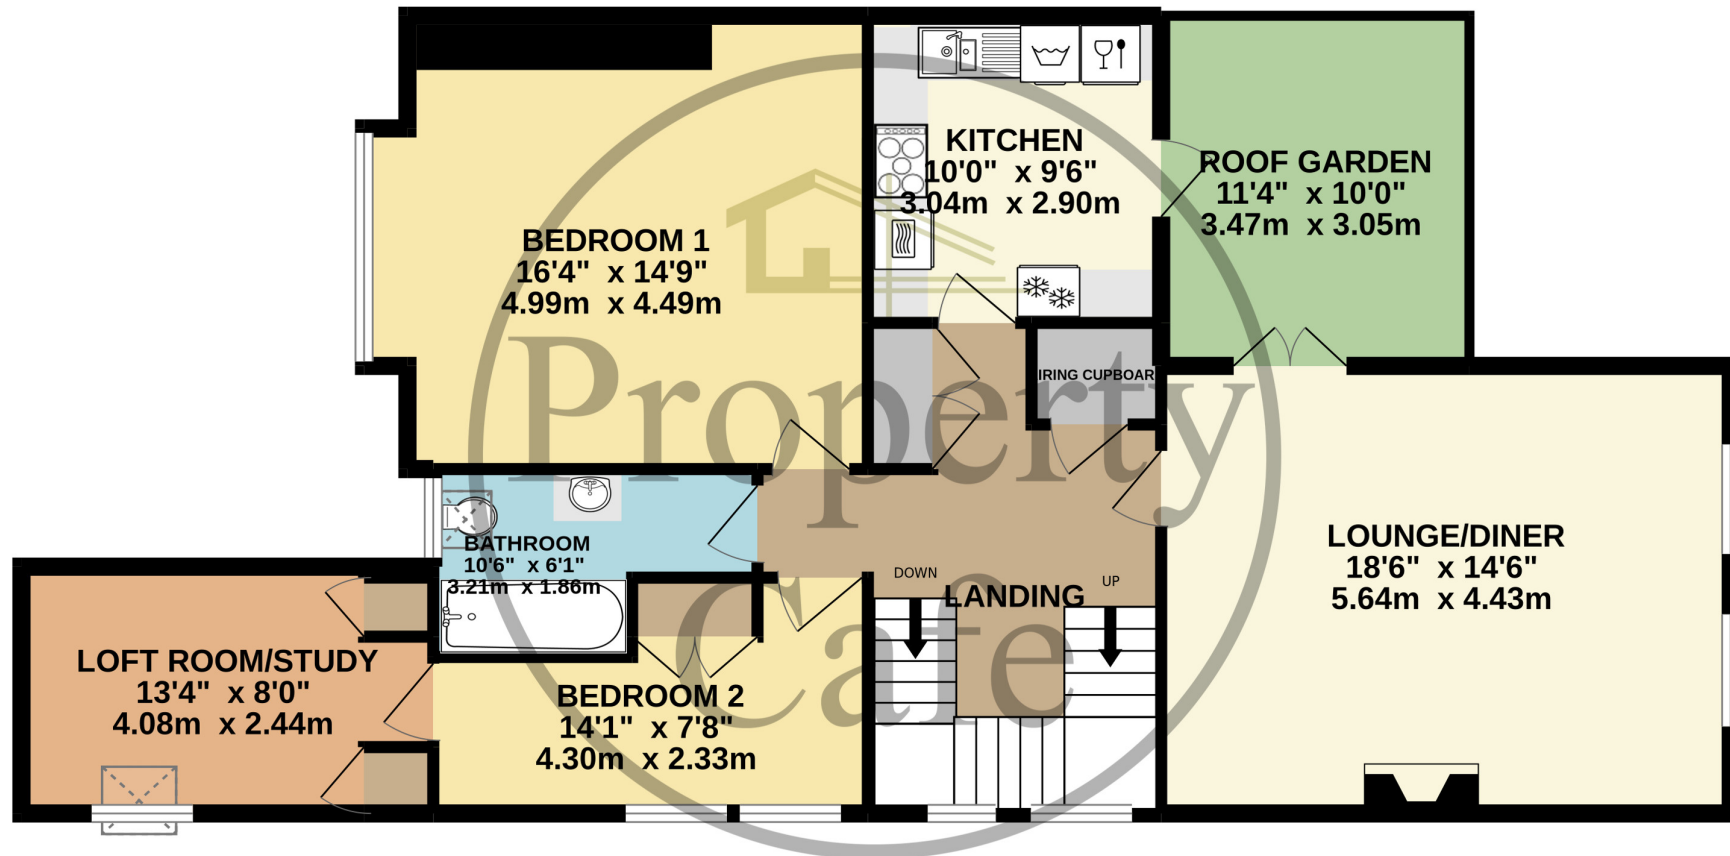 BEDROOM 1
16'4" x 14'9"
4.99m x 4.49m
KITCHEN
10'0" x 9'6"
3.04m x 2.90m
ROOF GARDEN
11'4" x 10'0"
3.47m x 3.05m
IRING CUPBOAR
BATHROOM
10'6" x 6'1"
3.21m x 1.86m
DOWN
UP
LANDING
LOUNGE/DINER
18'6" x 14'6"
5.64m x 4.43m
LOFT ROOM/STUDY
13'4" x 8'0"
4.08m x 2.44m
BEDROOM 2
14'1" x 7'8"
4.30m x 2.33m
Property
Cafe